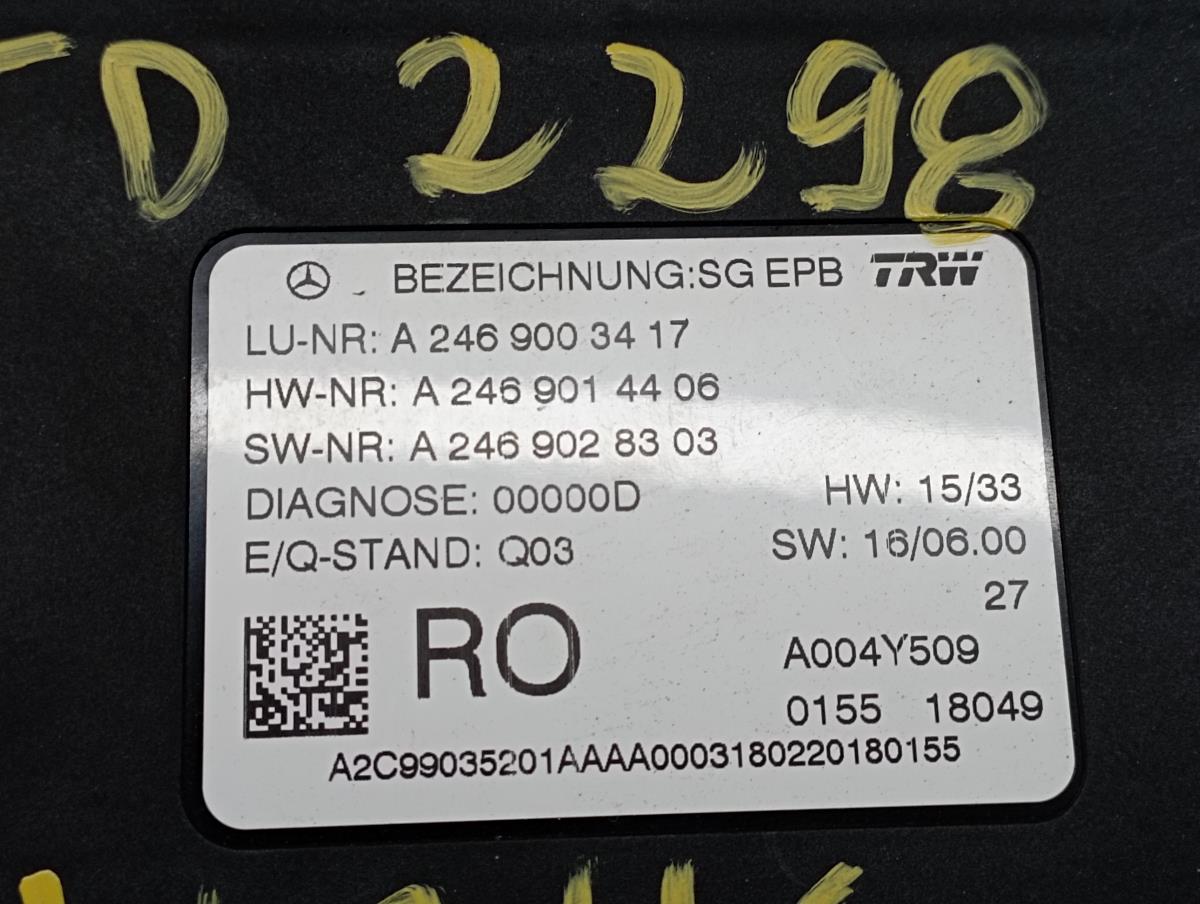 D 2298
BEZEICHNUNG:SG EPB TRW
LU-NR: A 246 900 34 17
HW-NR: A 246 901 44 06
SW-NR: A 246 902 83 03
DIAGNOSE: 00000D HW: 15/33
E/Q-STAND: Q03 SW: 16/06.00
27
RO A004Y509
0155 18049
A2C99035201AAAA0003180220180155